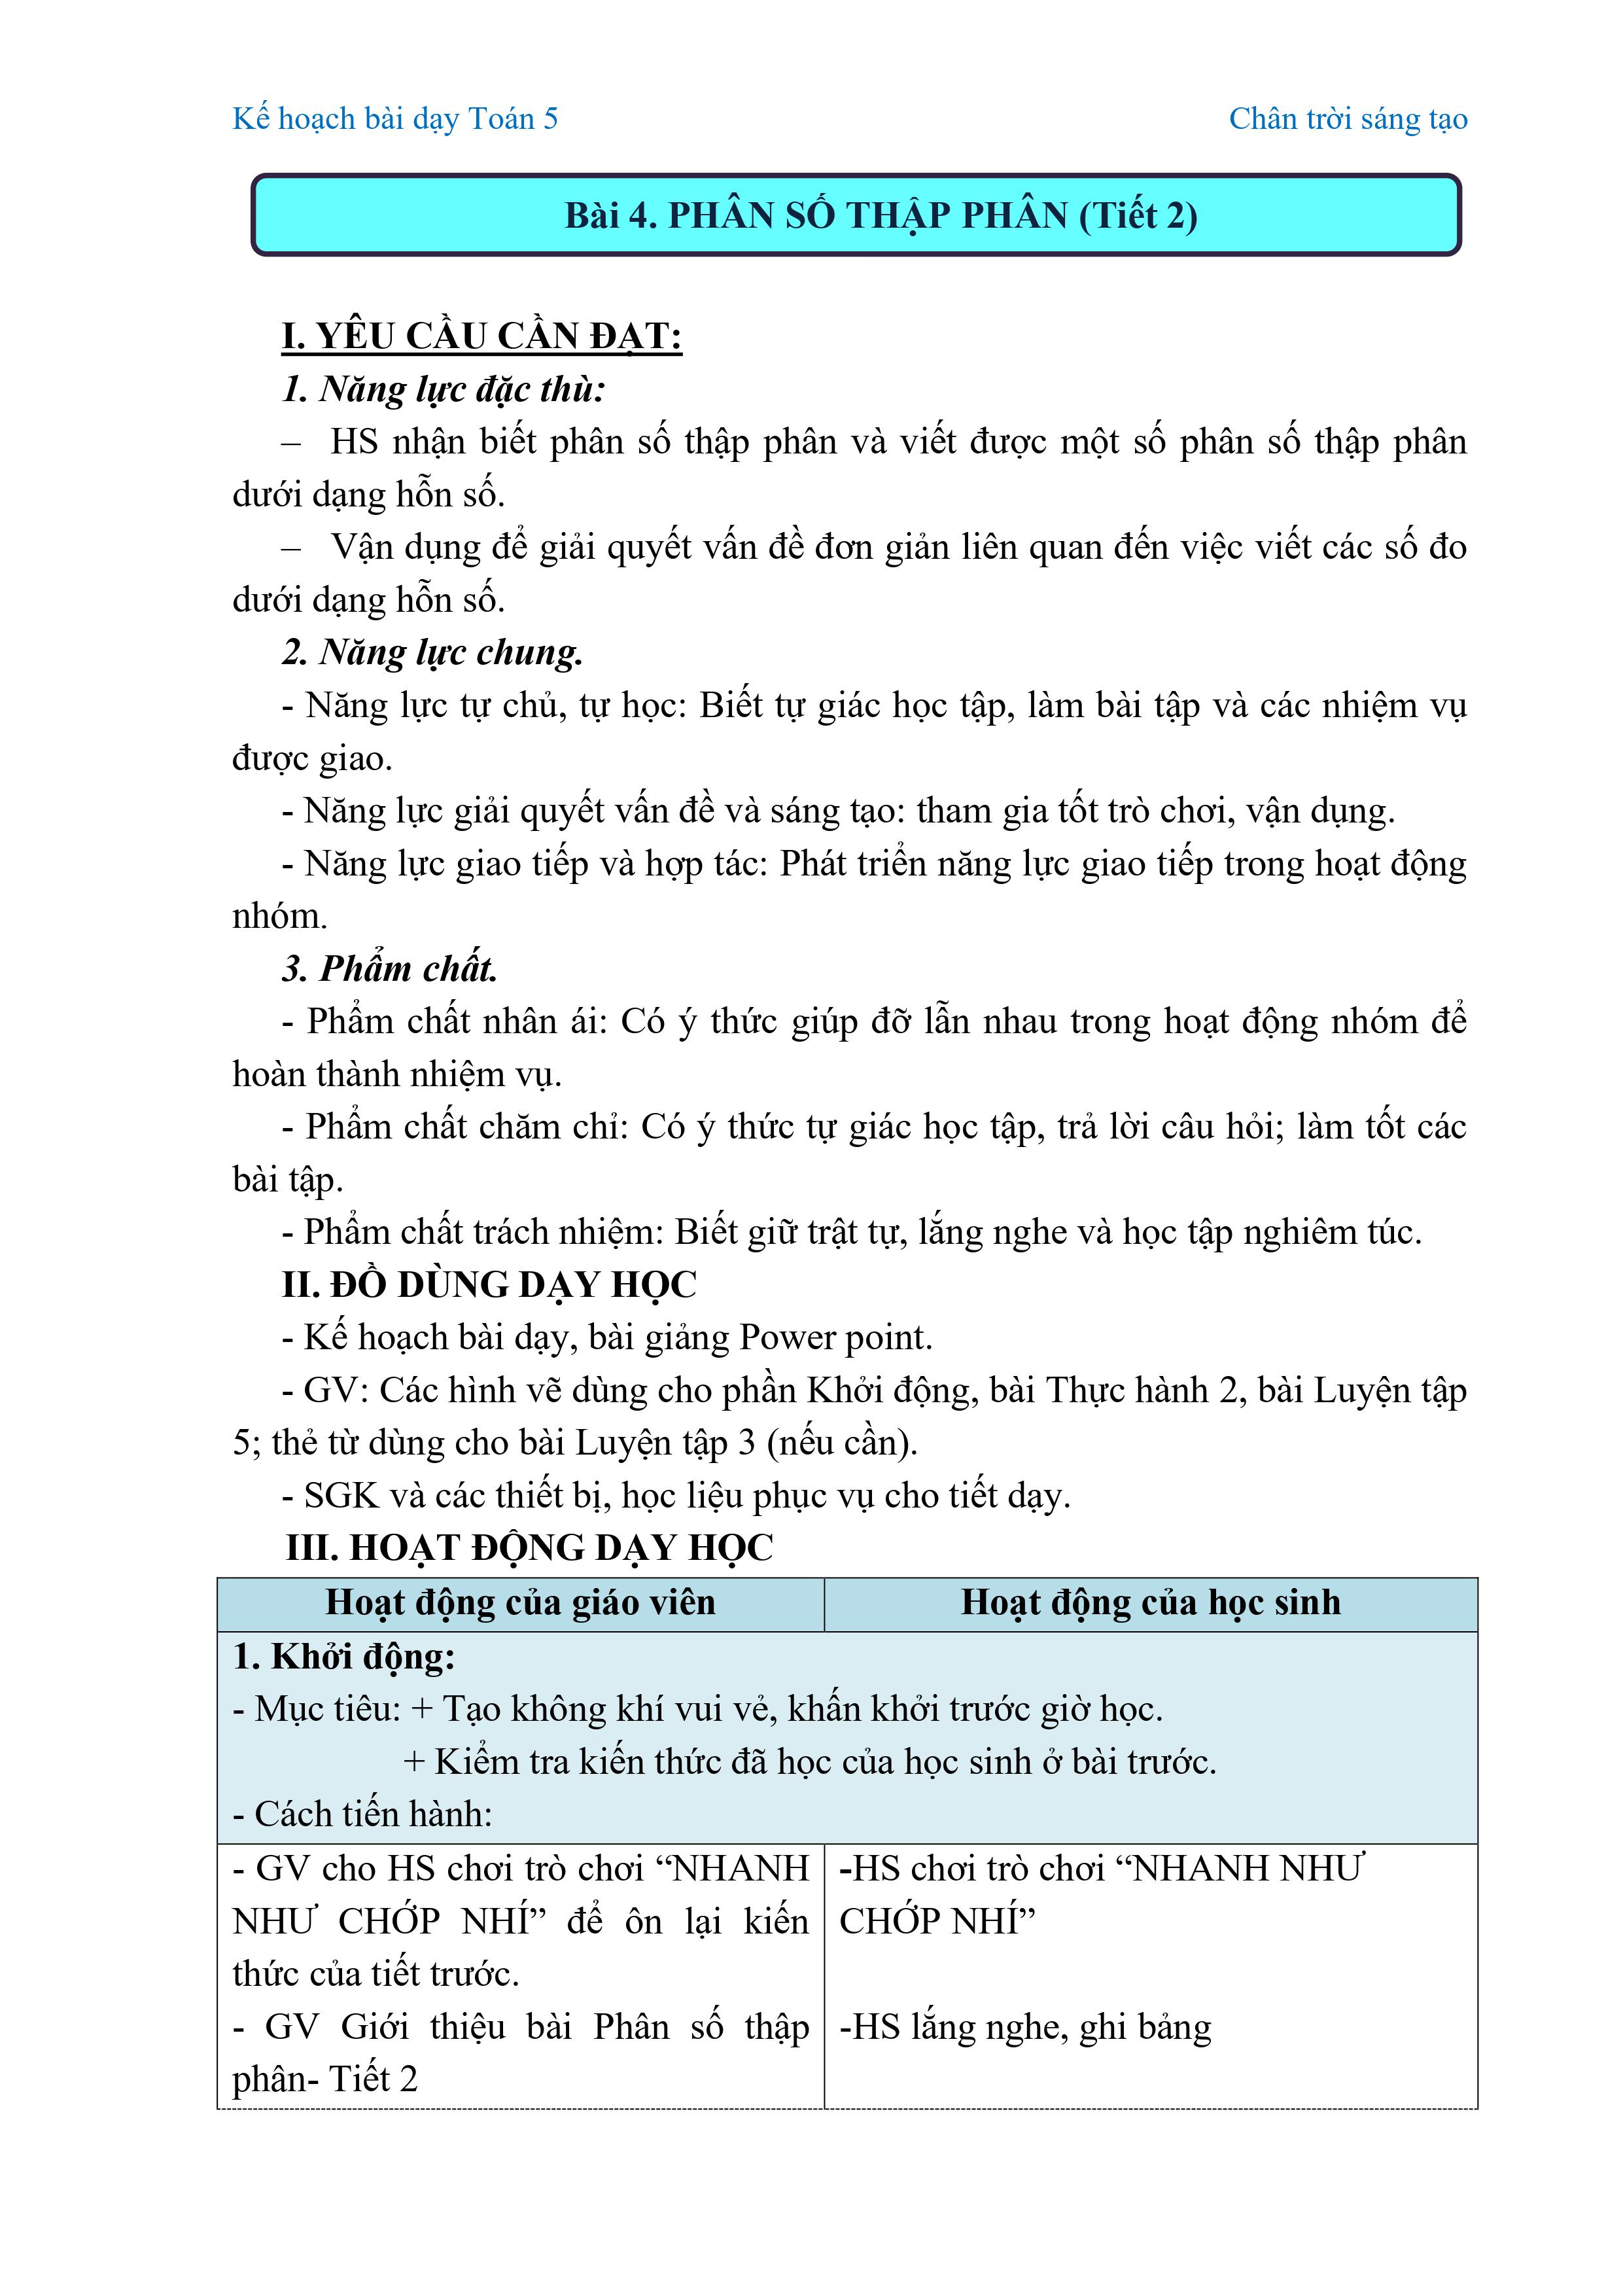 Kế hoạch bài dạy Toán 5 Chân trời sáng tạo
Bài 4. PHÂN SỐ THẬP PHÂN (Tiết 2)
I. YÊU CẦU CẦN ĐẠT:
1. Năng lực đặc thù:
– HS nhận biết phân số thập phân và viết được một số phân số thập phân
dưới dạng hỗn số.
– Vận dụng để giải quyết vấn đề đơn giản liên quan đến việc viết các số đo
dưới dạng hỗn số.
2. Năng lực chung.
- Năng lực tự chủ, tự học: Biết tự giác học tập, làm bài tập và các nhiệm vụ
được giao.
- Năng lực giải quyết vấn đề và sáng tạo: tham gia tốt trò chơi, vận dụng.
- Năng lực giao tiếp và hợp tác: Phát triển năng lực giao tiếp trong hoạt động
nhóm.
3. Phẩm chất.
- Phẩm chất nhân ái: Có ý thức giúp đỡ lẫn nhau trong hoạt động nhóm để
hoàn thành nhiệm vụ.
- Phẩm chất chăm chỉ: Có ý thức tự giác học tập, trả lời câu hỏi; làm tốt các
bài tập.
- Phẩm chất trách nhiệm: Biết giữ trật tự, lắng nghe và học tập nghiêm túc.
II. ĐỒ DÙNG DẠY HỌC
- Kế hoạch bài dạy, bài giảng Power point.
- GV: Các hình vẽ dùng cho phần Khởi động, bài Thực hành 2, bài Luyện tập
5; thẻ từ dùng cho bài Luyện tập 3 (nếu cần).
- SGK và các thiết bị, học liệu phục vụ cho tiết dạy.
III. HOẠT ĐỘNG DẠY HỌC
Hoạt động của giáo viên Hoạt động của học sinh
1. Khởi động:
- Mục tiêu: + Tạo không khí vui vẻ, khấn khởi trước giờ học.
+ Kiểm tra kiến thức đã học của học sinh ở bài trước.
- Cách tiến hành:
- GV cho HS chơi trò chơi “NHANH
NHƯ CHỚP NHÍ” để ôn lại kiến
thức của tiết trước.
- GV Giới thiệu bài Phân số thập
phân- Tiết 2
-HS chơi trò chơi “NHANH NHƯ
CHỚP NHÍ”
-HS lắng nghe, ghi bảng